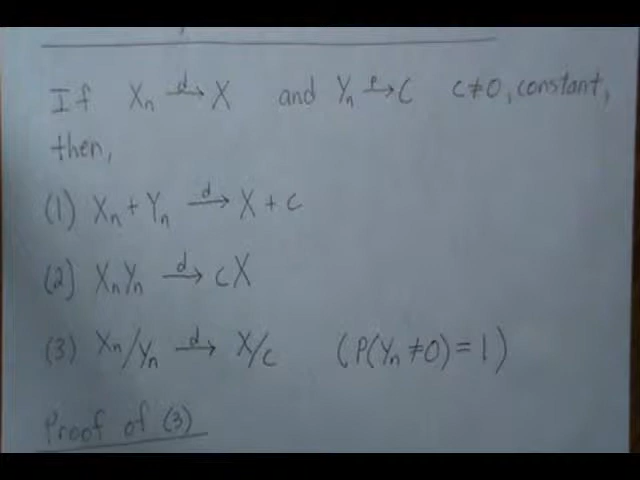 If Xₙ →ᵈ X and Yₙ →ᵖ C C≠0, constant,
then,
(1) Xₙ + Yₙ →ᵈ X + C
(2) XₙYₙ →ᵈ CX
(3) Xₙ/Yₙ →ᵈ X/C (P(Yₙ ≠ 0) = 1)
Proof of (3)